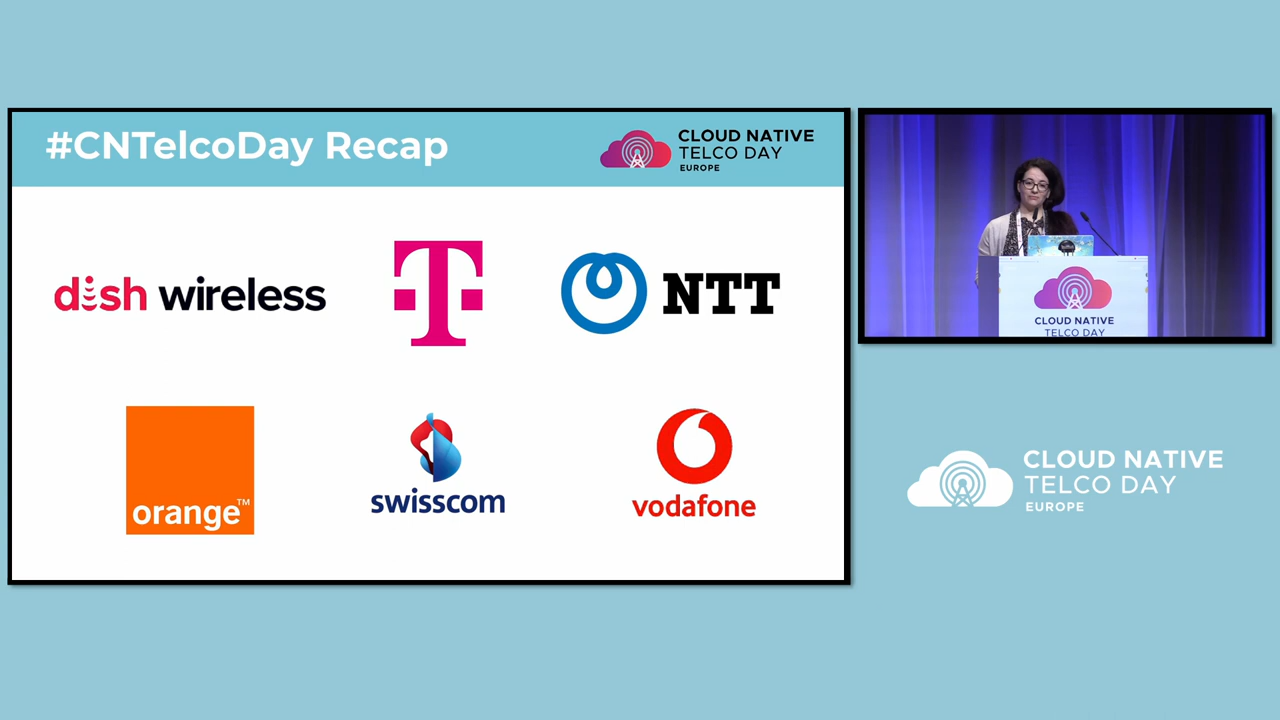 #CNTelcoDay Recap
CLOUD NATIVE
TELCO DAY
EUROPE
dish wireless
T
NTT
orange™
swisscom
vodafone
CLOUD NATIVE
TELCO DAY
CLOUD NATIVE
TELCO DAY
EUROPE